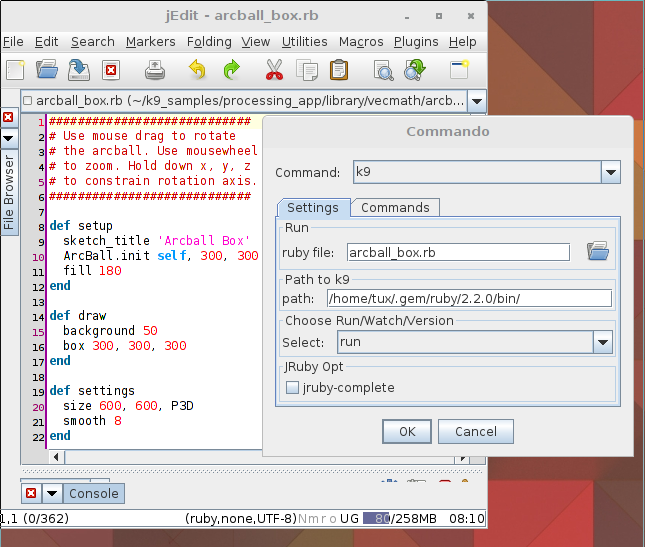 jEdit - arcball_box.rb
File Edit Search Markers Folding View Utilities Macros Plugins Help
arcball_box.rb (~/k9_samples/processing_app/library/vecmath/arcb...
File Browser
1 ############################
2 # Use mouse drag to rotate
3 # the arcball. Use mousewheel
4 # to zoom. Hold down x, y, z
5 # to constrain rotation axis.
6 ############################
7
8 def setup
9 sketch_title 'Arcball Box'
10 ArcBall.init self, 300, 300
11 fill 180
12 end
13
14 def draw
15 background 50
16 box 300, 300, 300
17 end
18
19 def settings
20 size 600, 600, P3D
21 smooth 8
22 end
Commando
Command: k9
Settings Commands
Run
ruby file: arcball_box.rb
Path to k9
path: /home/tux/.gem/ruby/2.2.0/bin/
Choose Run/Watch/Version
Select: run
JRuby Opt
jruby-complete
OK Cancel
Console
1,1 (0/362) (ruby,none,UTF-8) N m r o UG 80/258MB 08:10